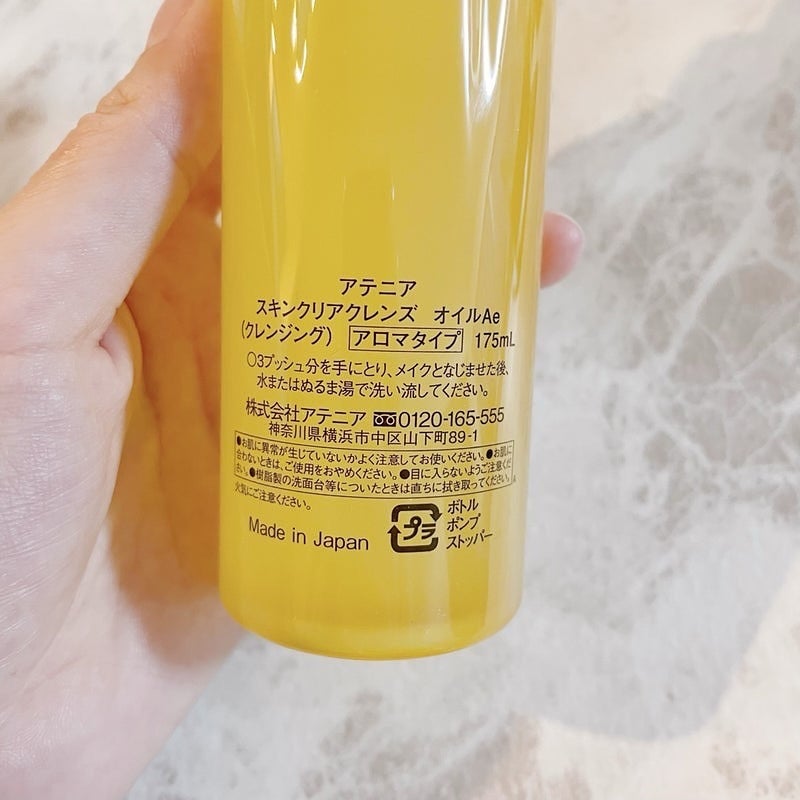 アテニア
スキンクリアクレンズ オイルAe
(クレンジング) アロマタイプ 175mL
○3プッシュ分を手にとり、メイクとなじませた後、
水またはぬるま湯で洗い流してください。
株式会社アテニア 0120-165-555
神奈川県横浜市中区山下町89-1
●お肌に異常が生じていないかよく注意してお使いください。●お肌に
合わないときは、ご使用をおやめください。●目に入らないようご注意くだ
さい。●樹脂製の洗面台等についたときは直ちに拭き取ってください。
火気にご注意ください。
Made in Japan
プラ
ボトル
ポンプ
ストッパー